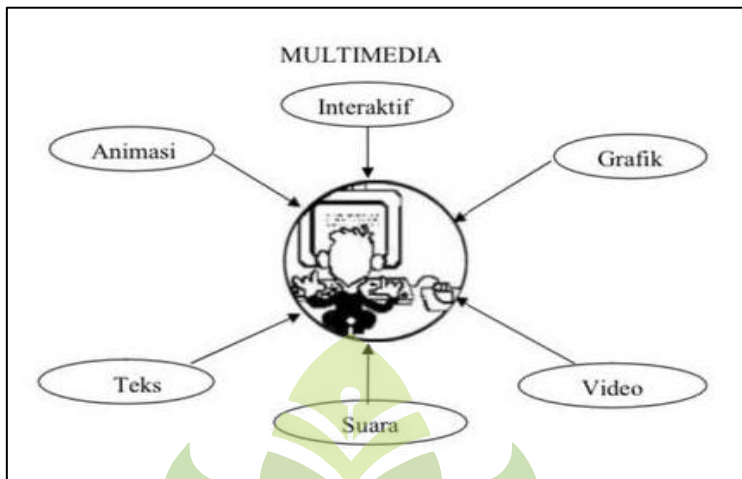 MULTIMEDIA
Interaktif
Animasi
Grafik
Teks
Video
Suara